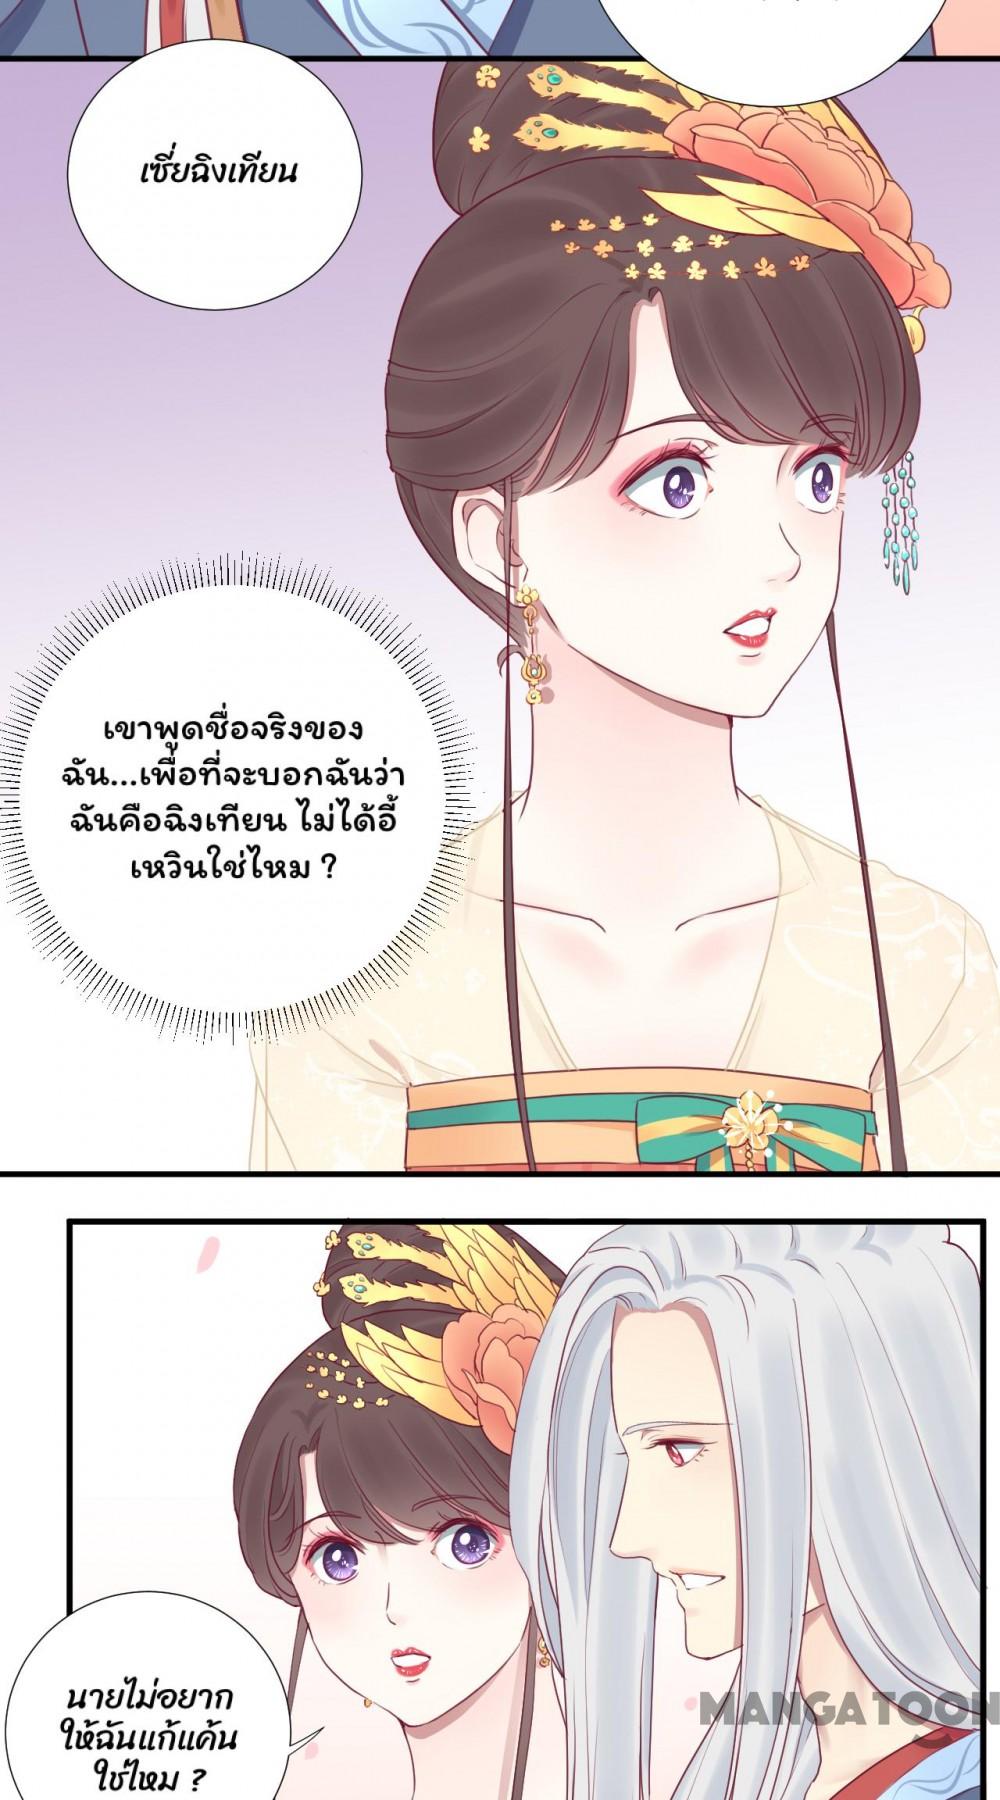 เซี่ยฉิงเทียน
เขาพูดชื่อจริงของ
ฉัน...เพื่อที่จะบอกฉันว่า
ฉันคือฉิงเทียน ไม่ได้อี้
เหวินใช่ไหม ?
นายไม่อยาก
ให้ฉันแก้แค้น
ใช่ไหม ?
MANGATOON